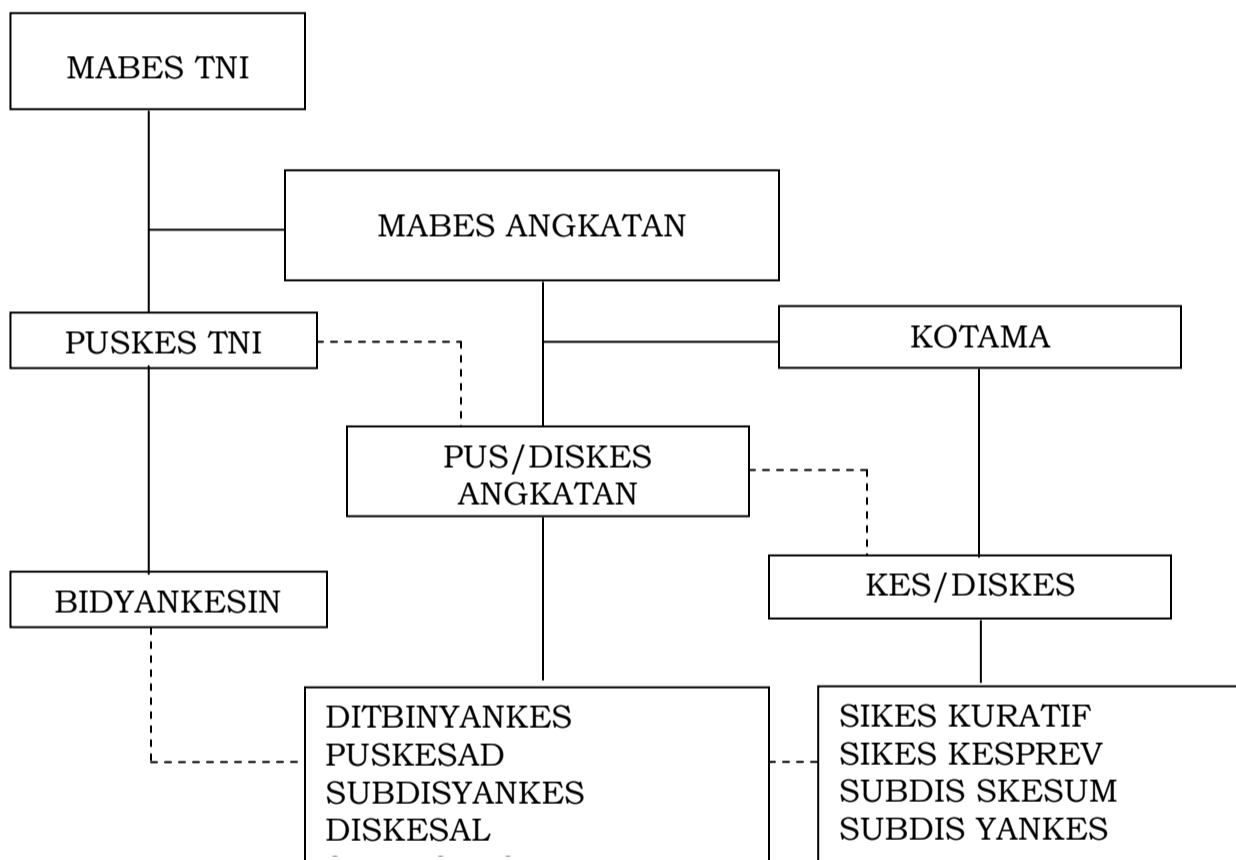 MABES TNI
MABES ANGKATAN
PUSKES TNI
KOTAMA
PUS/DISKES
ANGKATAN
BIDYANKESIN
KES/DISKES
DITBINYANKES
PUSKESAD
SUBDISYANKES
DISKESAL
SIKES KURATIF
SIKES KESPREV
SUBDIS SKESUM
SUBDIS YANKES